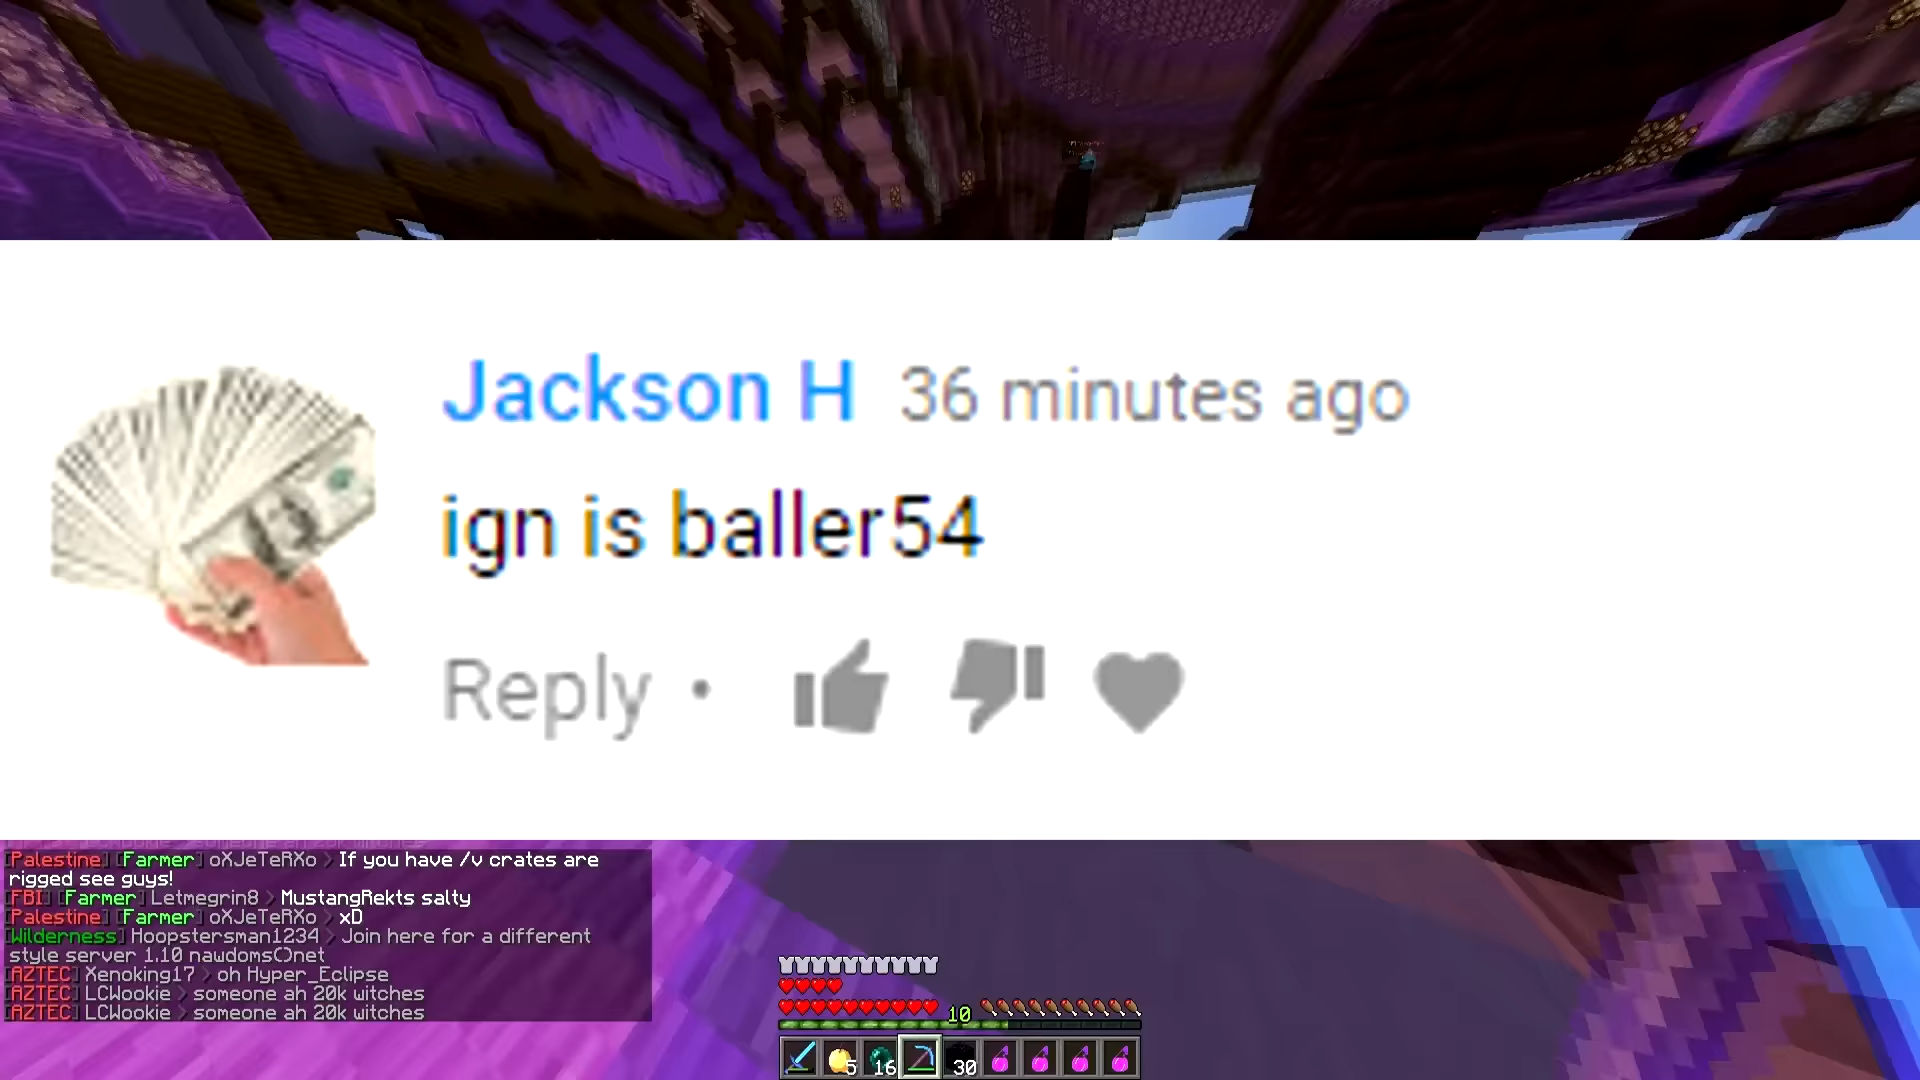 Jackson H 36 minutes ago
ign is baller54
Reply •
[Palestine] [Farmer] oXJeTeRXo > If you have /v crates are
rigged see guys!
[FBI] [Farmer] Letmegrin8 > MustangRekts salty
[Palestine] [Farmer] oXJeTeRXo > xD
[Wilderness] Hoopstersman1234 > Join here for a different
style server 1.10 nawdoms()net
[AZTEC] Xenoking17 > oh Hyper_Eclipse
[AZTEC] LCWookie > someone ah 20k witches
[AZTEC] LCWookie > someone ah 20k witches
10
5 16 30